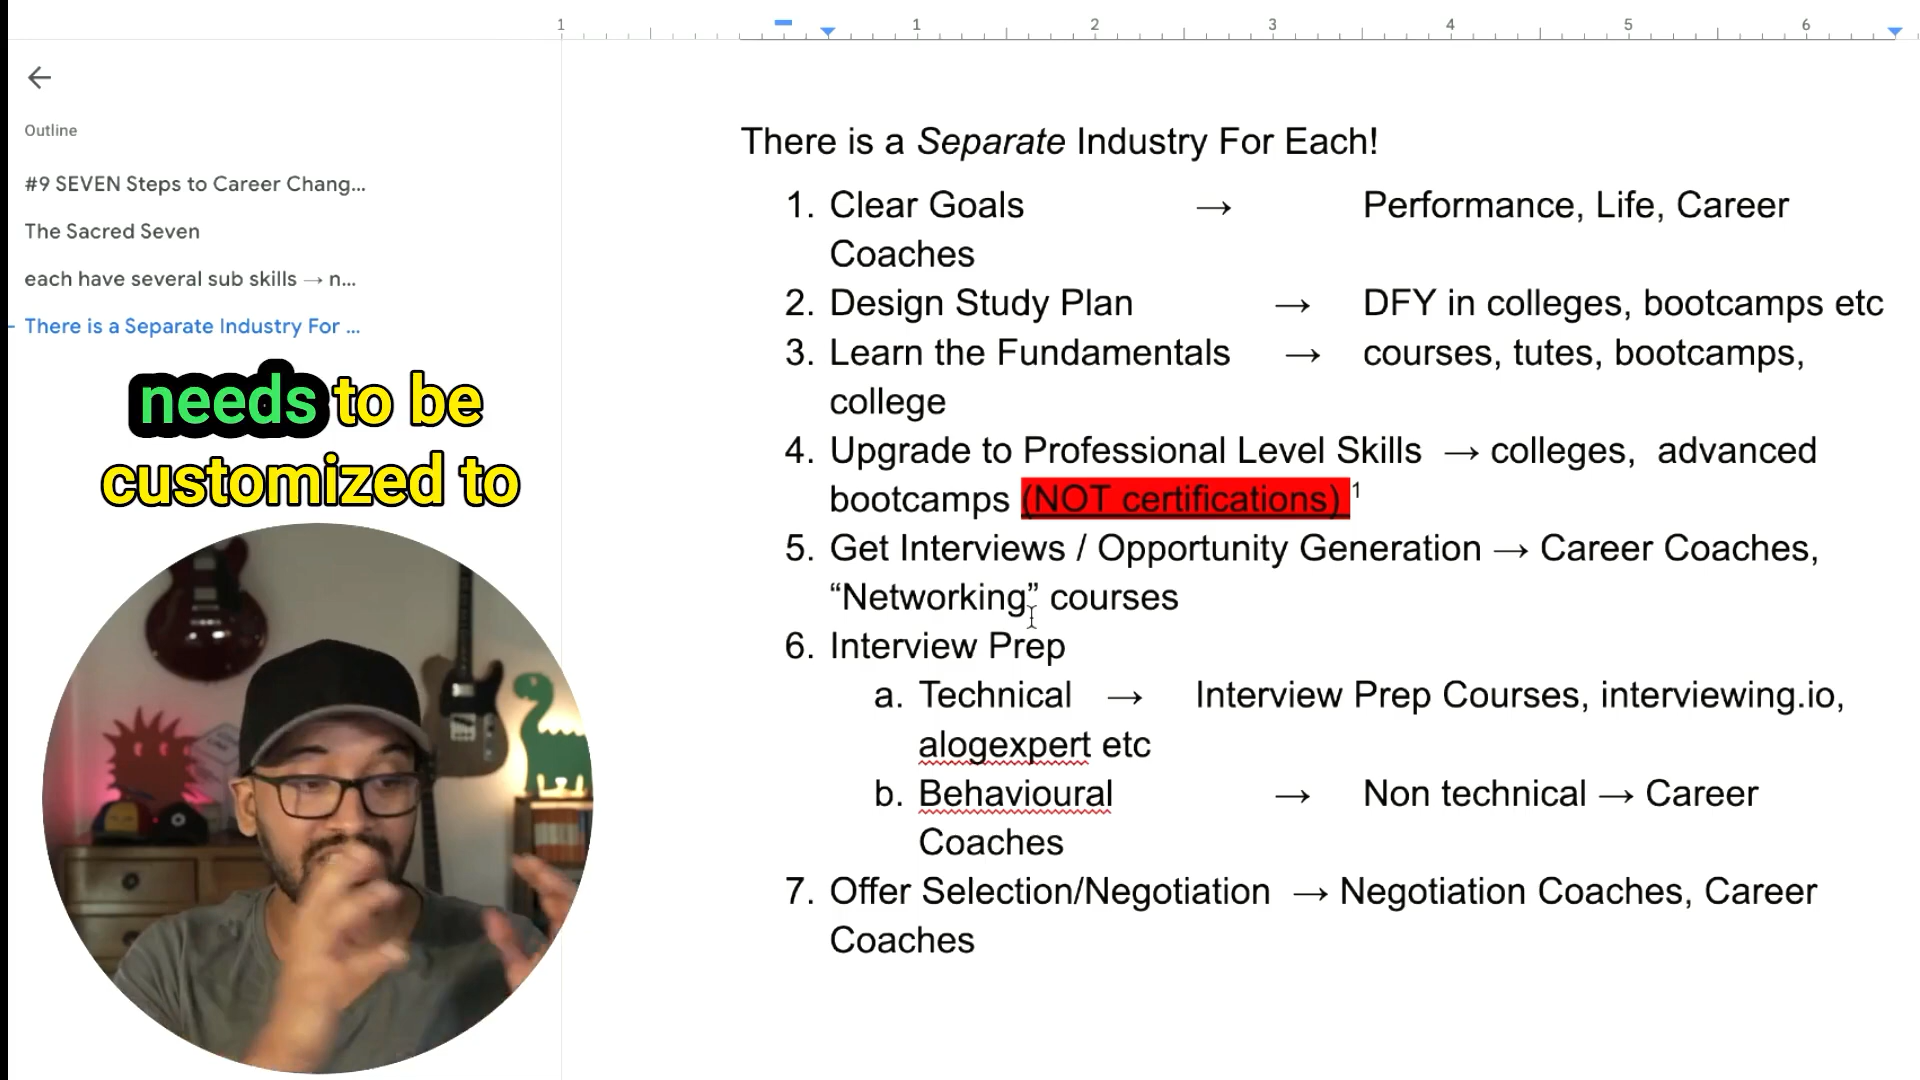 1 1 2 3 4 5 6
Outline
#9 SEVEN Steps to Career Chang...
The Sacred Seven
each have several sub skills → n...
There is a Separate Industry For ...
needs to be
customized to
There is a Separate Industry For Each!
1. Clear Goals → Performance, Life, Career
Coaches
2. Design Study Plan → DFY in colleges, bootcamps etc
3. Learn the Fundamentals → courses, tutes, bootcamps,
college
4. Upgrade to Professional Level Skills → colleges, advanced
bootcamps (NOT certifications) 1
5. Get Interviews / Opportunity Generation → Career Coaches,
“Networking” courses
6. Interview Prep
a. Technical → Interview Prep Courses, interviewing.io,
alogexpert etc
b. Behavioural → Non technical → Career
Coaches
7. Offer Selection/Negotiation → Negotiation Coaches, Career
Coaches